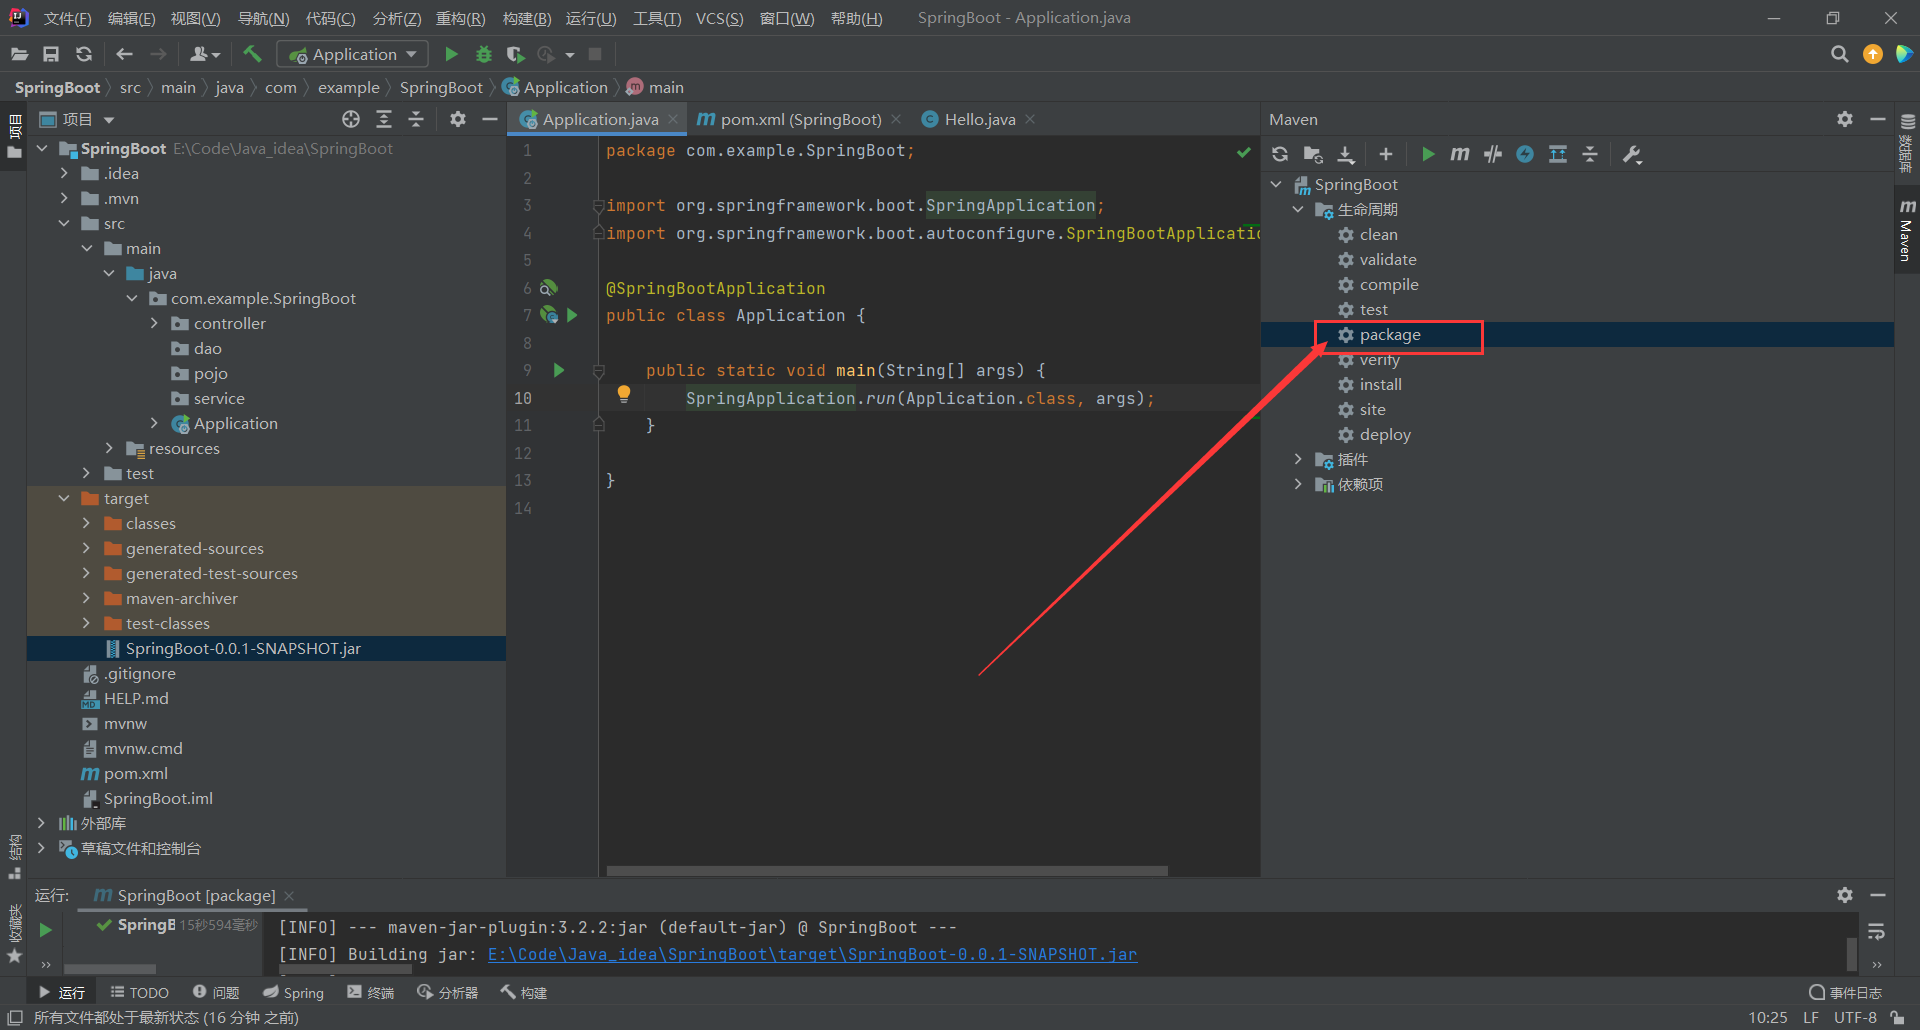 文件(F) 编辑(E) 视图(V) 导航(N) 代码(C) 分析(Z) 重构(R) 构建(B) 运行(U) 工具(T) VCS(S) 窗口(W) 帮助(H) SpringBoot - Application.java
Application
SpringBoot src main java com example SpringBoot Application main
项目
项目
SpringBoot E:\Code\Java_idea\SpringBoot
.idea
.mvn
src
main
java
com.example.SpringBoot
controller
dao
pojo
service
Application
resources
test
target
classes
generated-sources
generated-test-sources
maven-archiver
test-classes
SpringBoot-0.0.1-SNAPSHOT.jar
.gitignore
HELP.md
mvnw
mvnw.cmd
pom.xml
SpringBoot.iml
外部库
草稿文件和控制台
结构
收藏夹
Application.java pom.xml (SpringBoot) Hello.java
1 package com.example.SpringBoot;
2
3 import org.springframework.boot.SpringApplication;
4 import org.springframework.boot.autoconfigure.SpringBootApplicatio
5
6 @SpringBootApplication
7 public class Application {
8
9 public static void main(String[] args) {
10 SpringApplication.run(Application.class, args);
11 }
12
13 }
14
Maven
SpringBoot
生命周期
clean
validate
compile
test
package
verify
install
site
deploy
插件
依赖项
数据库
Maven
运行: SpringBoot [package]
SpringB 15秒594毫秒
[INFO] --- maven-jar-plugin:3.2.2:jar (default-jar) @ SpringBoot ---
[INFO] Building jar: E:\Code\Java_idea\SpringBoot\target\SpringBoot-0.0.1-SNAPSHOT.jar
运行 TODO 问题 Spring 终端 分析器 构建 事件日志
所有文件都处于最新状态 (16 分钟 之前) 10:25 LF UTF-8